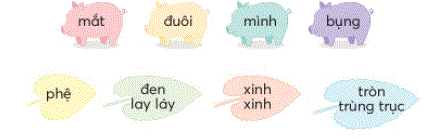 mắt đuôi mình bụng
phệ đen xinh tròn
lay láy xinh trùng trục